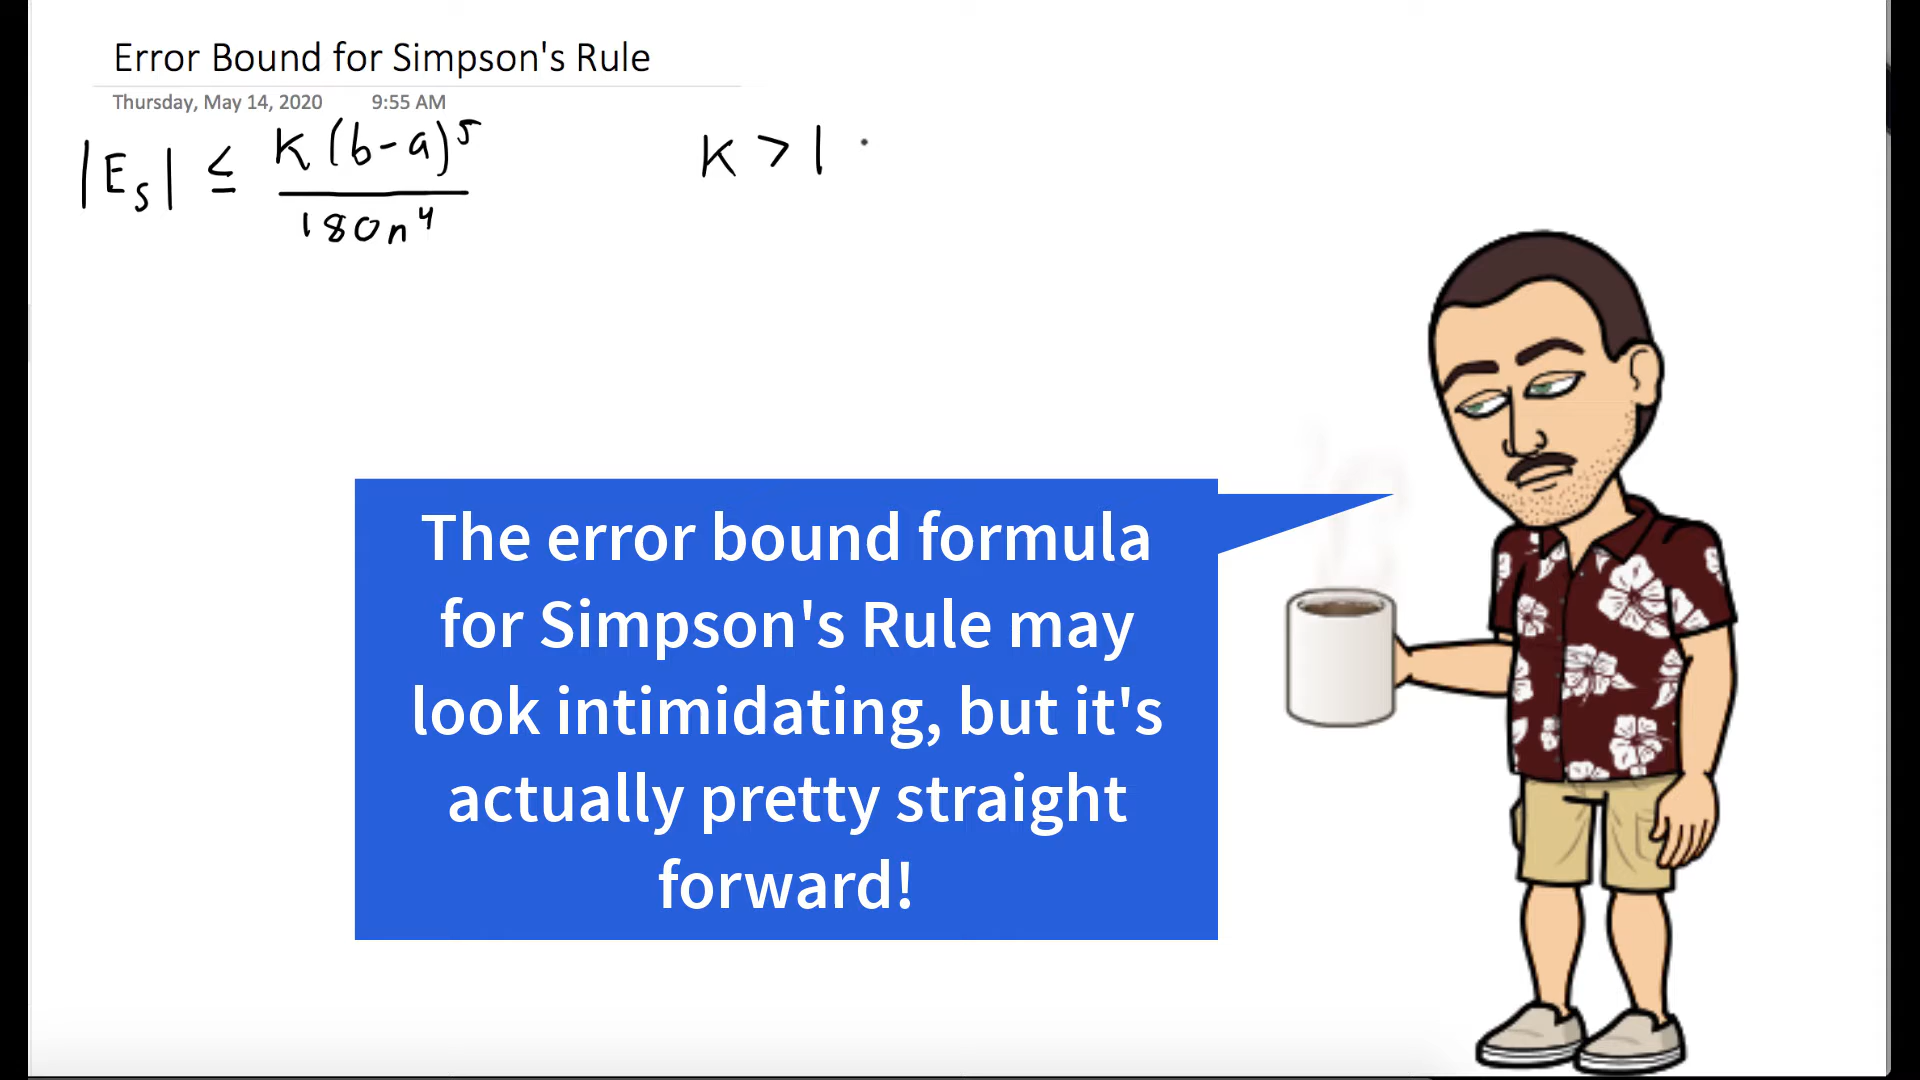 Error Bound for Simpson's Rule
Thursday, May 14, 2020 9:55 AM
|E_S| ≤ K(b-a)^5 / 180n^4
K > |
The error bound formula
for Simpson's Rule may
look intimidating, but it's
actually pretty straight
forward!